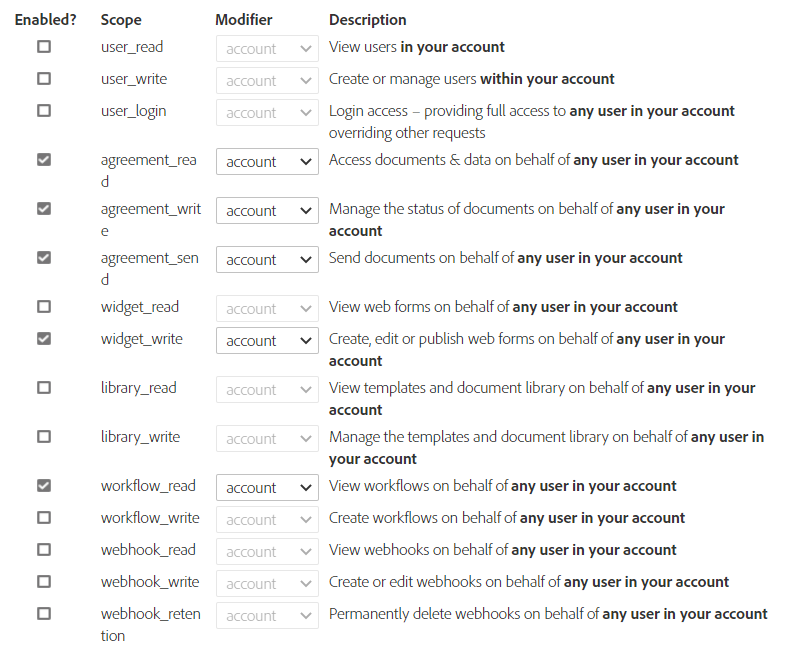 Enabled? Scope Modifier Description
user_read account View users in your account
user_write account Create or manage users within your account
user_login account Login access – providing full access to any user in your account
overriding other requests
agreement_rea account Access documents & data on behalf of any user in your account
d
agreement_writ account Manage the status of documents on behalf of any user in your
e account
agreement_sen account Send documents on behalf of any user in your account
d
widget_read account View web forms on behalf of any user in your account
widget_write account Create, edit or publish web forms on behalf of any user in your
account
library_read account View templates and document library on behalf of any user in your
account
library_write account Manage the templates and document library on behalf of any user in
your account
workflow_read account View workflows on behalf of any user in your account
workflow_write account Create workflows on behalf of any user in your account
webhook_read account View webhooks on behalf of any user in your account
webhook_write account Create or edit webhooks on behalf of any user in your account
webhook_reten account Permanently delete webhooks on behalf of any user in your account
tion